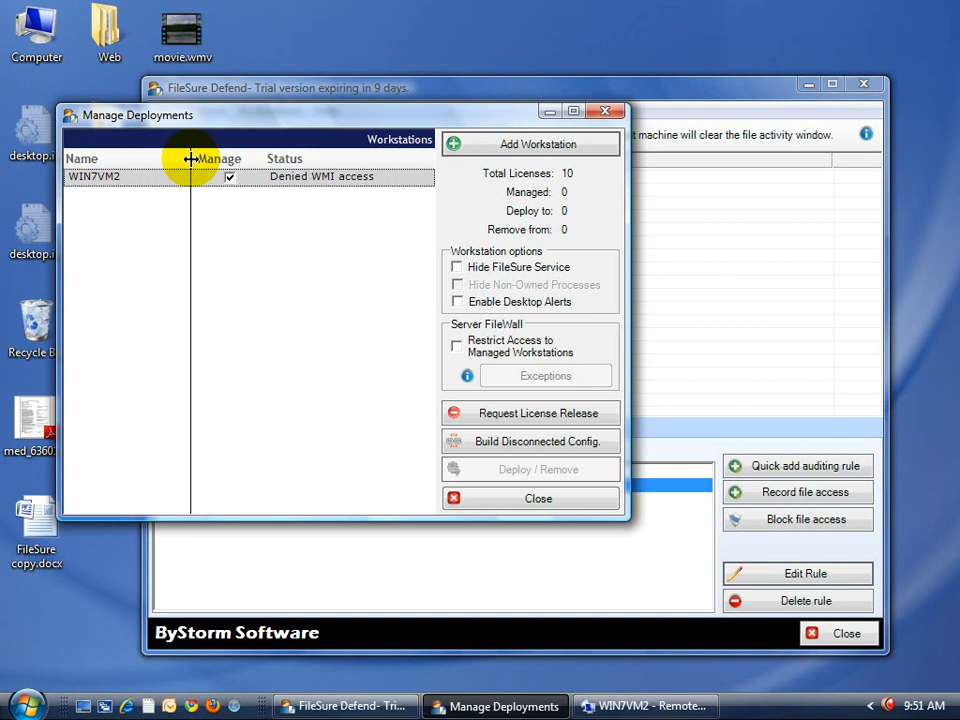 Computer
Web
movie.wmv
FileSure Defend- Trial version expiring in 9 days.
Manage Deployments
desktop.i
machine will clear the file activity window.
Workstations
Add Workstation
Name
Manage
Status
WIN7VM2
Denied WMI access
Total Licenses: 10
Managed: 0
Deploy to: 0
Remove from: 0
desktop.i
Workstation options
Hide FileSure Service
Hide Non-Owned Processes
Enable Desktop Alerts
Server FileWall
Restrict Access to
Managed Workstations
Exceptions
Recycle B
Request License Release
med_6360
Build Disconnected Config.
Deploy / Remove
Close
Quick add auditing rule
Record file access
Block file access
FileSure
copy.docx
Edit Rule
Delete rule
ByStorm Software
Close
FileSure Defend- Tri...
Manage Deployments
WIN7VM2 - Remote...
9:51 AM